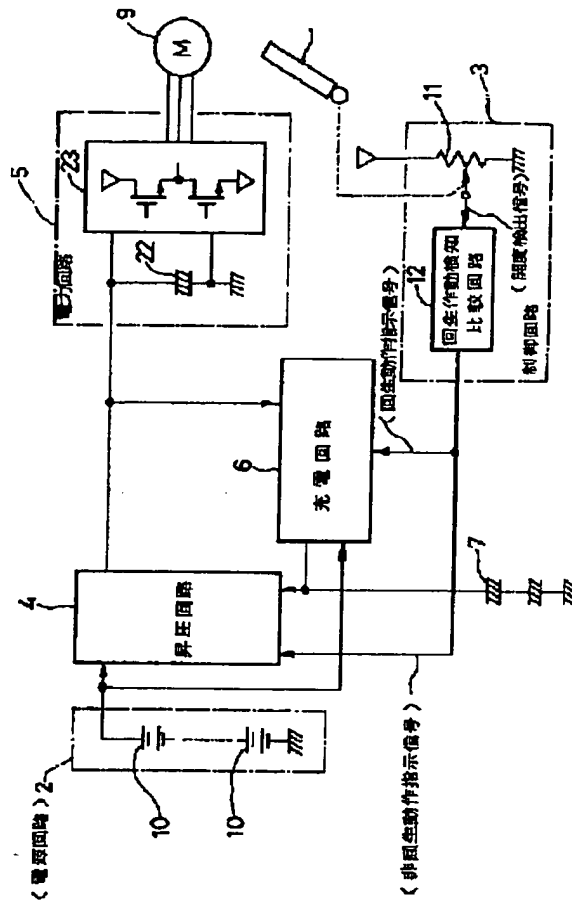 (電源回路)2
10
10
4
昇圧回路
6
充電回路
7
(非回生動作指示信号)
(回生動作指示信号)
5
電力回路
23
22
M
9
3
11
12
回生作動検知
比較回路
(開度検出信号)
制御回路